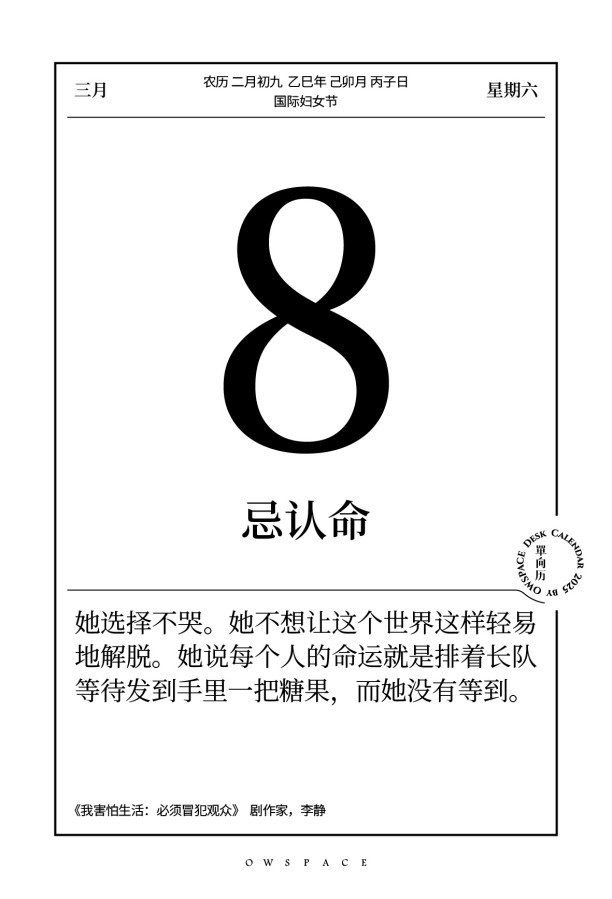 三月
农历 二月初九 乙巳年 己卯月 丙子日
国际妇女节
星期六
8
忌认命
OWSPACE DESK CALENDAR 2025 BY
單向历
她选择不哭。她不想让这个世界这样轻易
地解脱。她说每个人的命运就是排着长队
等待发到手里一把糖果，而她没有等到。
《我害怕生活：必须冒犯观众》 剧作家，李静
OWSPACE